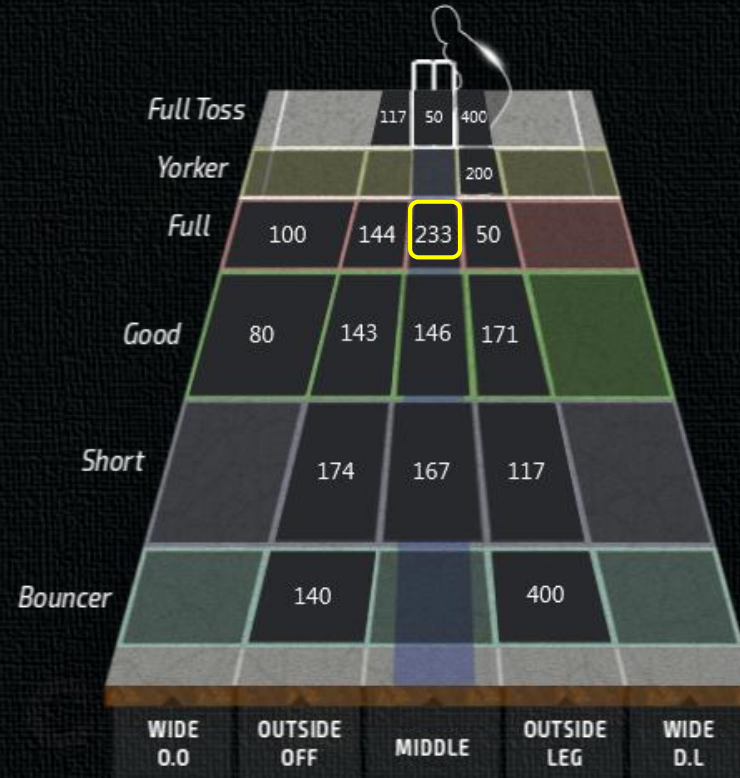 Full Toss 117 50 400
Yorker 200
Full 100 144 233 50
Good 80 143 146 171
Short 174 167 117
Bouncer 140 400
WIDE O.O OUTSIDE OFF MIDDLE OUTSIDE LEG WIDE D.L